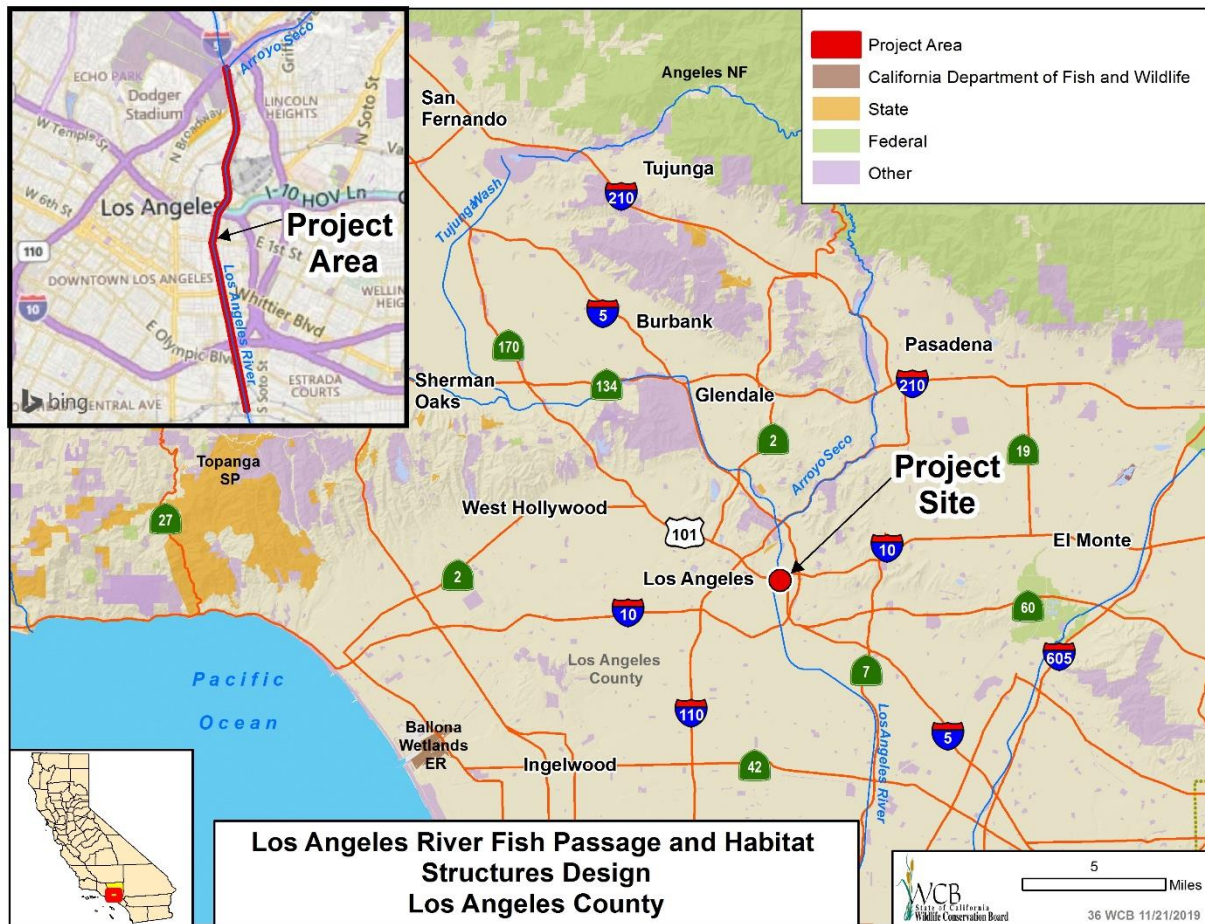 5
Arroyo Seco
ECHO PARK
Dodger
Stadium
LINCOLN
HEIGHTS
N Soto St
N Broadway
W Temple St
W 6th St
I-10 HOV Ln
Los Angeles
Project
Area
110
E 1st St
DOWNTOWN LOS ANGELES
Whittier Blvd
10
Los Angeles River
E Olympic Blvd
ESTRADA
COURTS
S Soto St
CENTRAL AVE
bing
Project Area
California Department of Fish and Wildlife
State
Federal
Other
Angeles NF
San
Fernando
Tujunga
210
Tujunga Wash
5
Burbank
170
Pasadena
Sherman
Oaks
134
Glendale
210
2
19
Arroyo Seco
Project
Site
Topanga
SP
27
West Hollywood
101
10
El Monte
2
Los Angeles
10
60
605
Los Angeles
County
7
Pacific
Ocean
110
5
Ballona
Wetlands
ER
Ingelwood
42
Los Angeles River
Los Angeles River Fish Passage and Habitat
Structures Design
Los Angeles County
WCB
State of California
Wildlife Conservation Board
5
Miles
36 WCB 11/21/2019